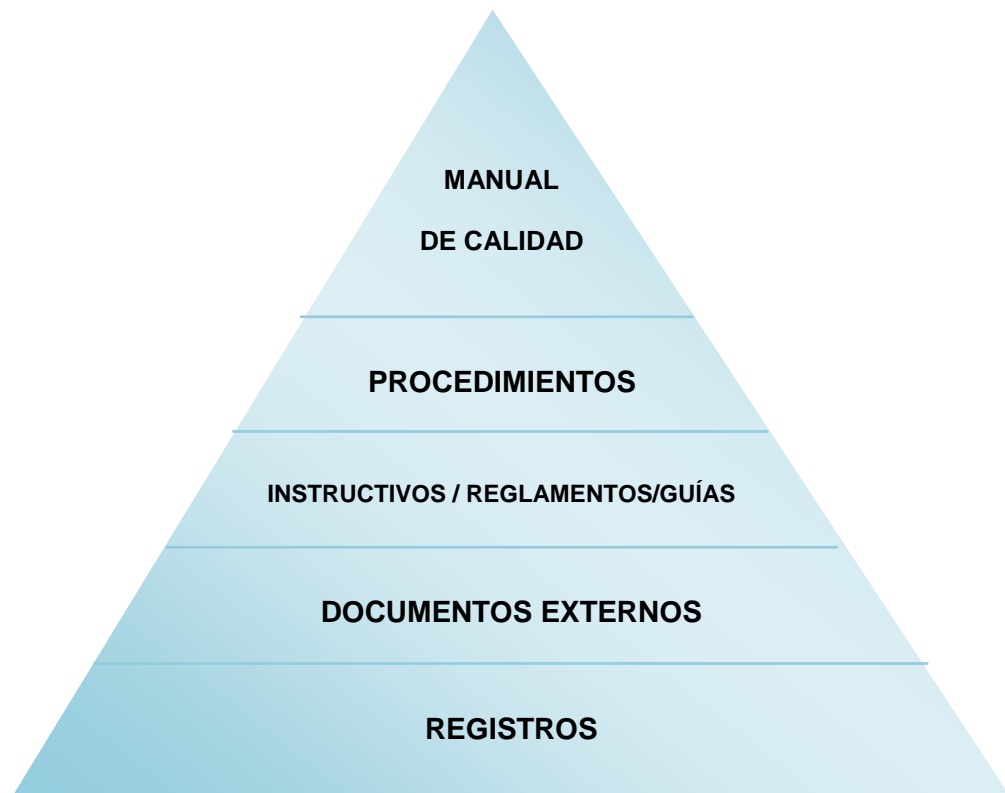 MANUAL
DE CALIDAD
PROCEDIMIENTOS
INSTRUCTIVOS / REGLAMENTOS/GUÍAS
DOCUMENTOS EXTERNOS
REGISTROS